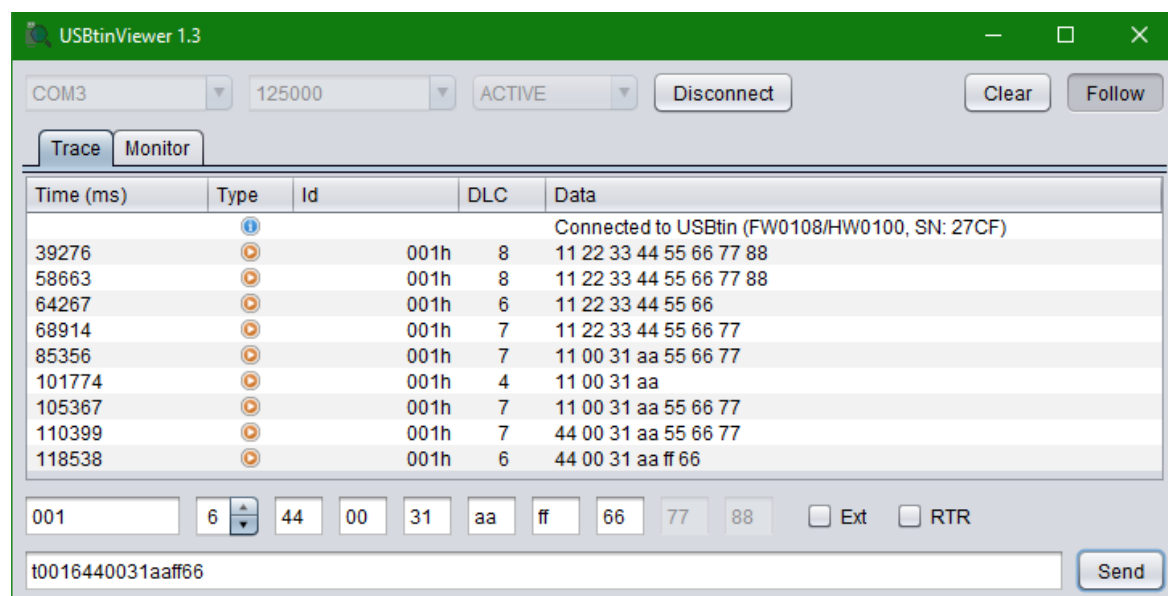 USBtinViewer 1.3
COM3 125000 ACTIVE Disconnect Clear Follow
Trace Monitor
Time (ms) Type Id DLC Data
Connected to USBtin (FW0108/HW0100, SN: 27CF)
39276 001h 8 11 22 33 44 55 66 77 88
58663 001h 8 11 22 33 44 55 66 77 88
64267 001h 6 11 22 33 44 55 66
68914 001h 7 11 22 33 44 55 66 77
85356 001h 7 11 00 31 aa 55 66 77
101774 001h 4 11 00 31 aa
105367 001h 7 11 00 31 aa 55 66 77
110399 001h 7 44 00 31 aa 55 66 77
118538 001h 6 44 00 31 aa ff 66
001 6 44 00 31 aa ff 66 77 88 Ext RTR
t0016440031aaff66 Send